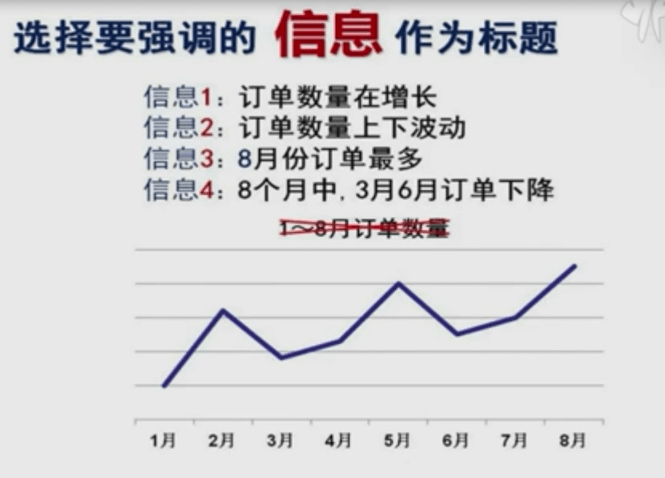 选择要强调的 信息 作为标题
信息1：订单数量在增长
信息2：订单数量上下波动
信息3：8月份订单最多
信息4：8个月中，3月6月订单下降
1～8月订单数量
1月 2月 3月 4月 5月 6月 7月 8月